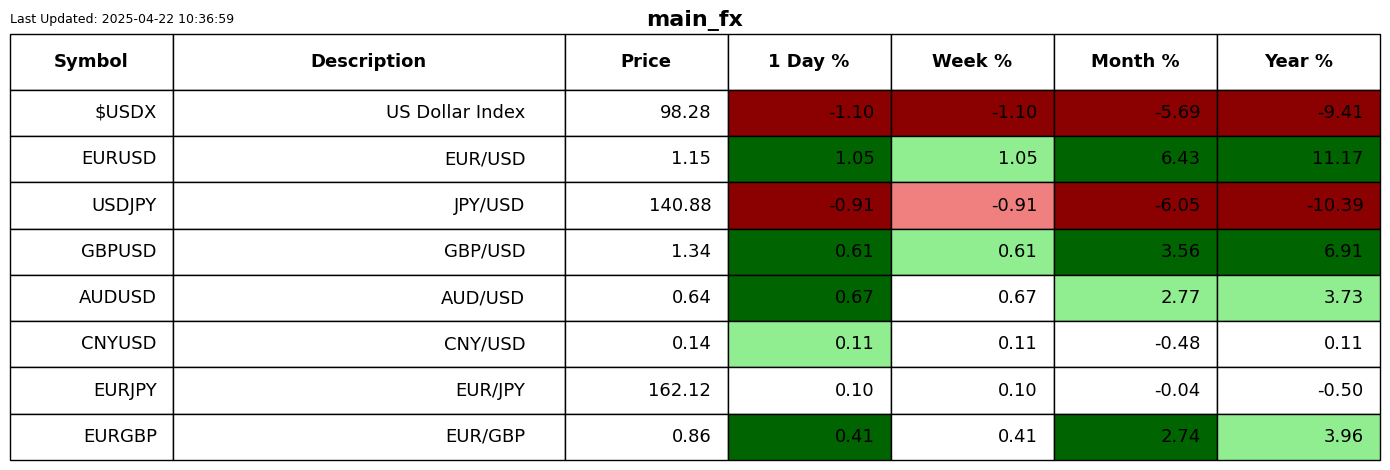 Last Updated: 2025-04-22 10:36:59
main_fx
Symbol Description Price 1 Day % Week % Month % Year %
$USDX US Dollar Index 98.28 -1.10 -1.10 -5.69 -9.41
EURUSD EUR/USD 1.15 1.05 1.05 6.43 11.17
USDJPY JPY/USD 140.88 -0.91 -0.91 -6.05 -10.39
GBPUSD GBP/USD 1.34 0.61 0.61 3.56 6.91
AUDUSD AUD/USD 0.64 0.67 0.67 2.77 3.73
CNYUSD CNY/USD 0.14 0.11 0.11 -0.48 0.11
EURJPY EUR/JPY 162.12 0.10 0.10 -0.04 -0.50
EURGBP EUR/GBP 0.86 0.41 0.41 2.74 3.96